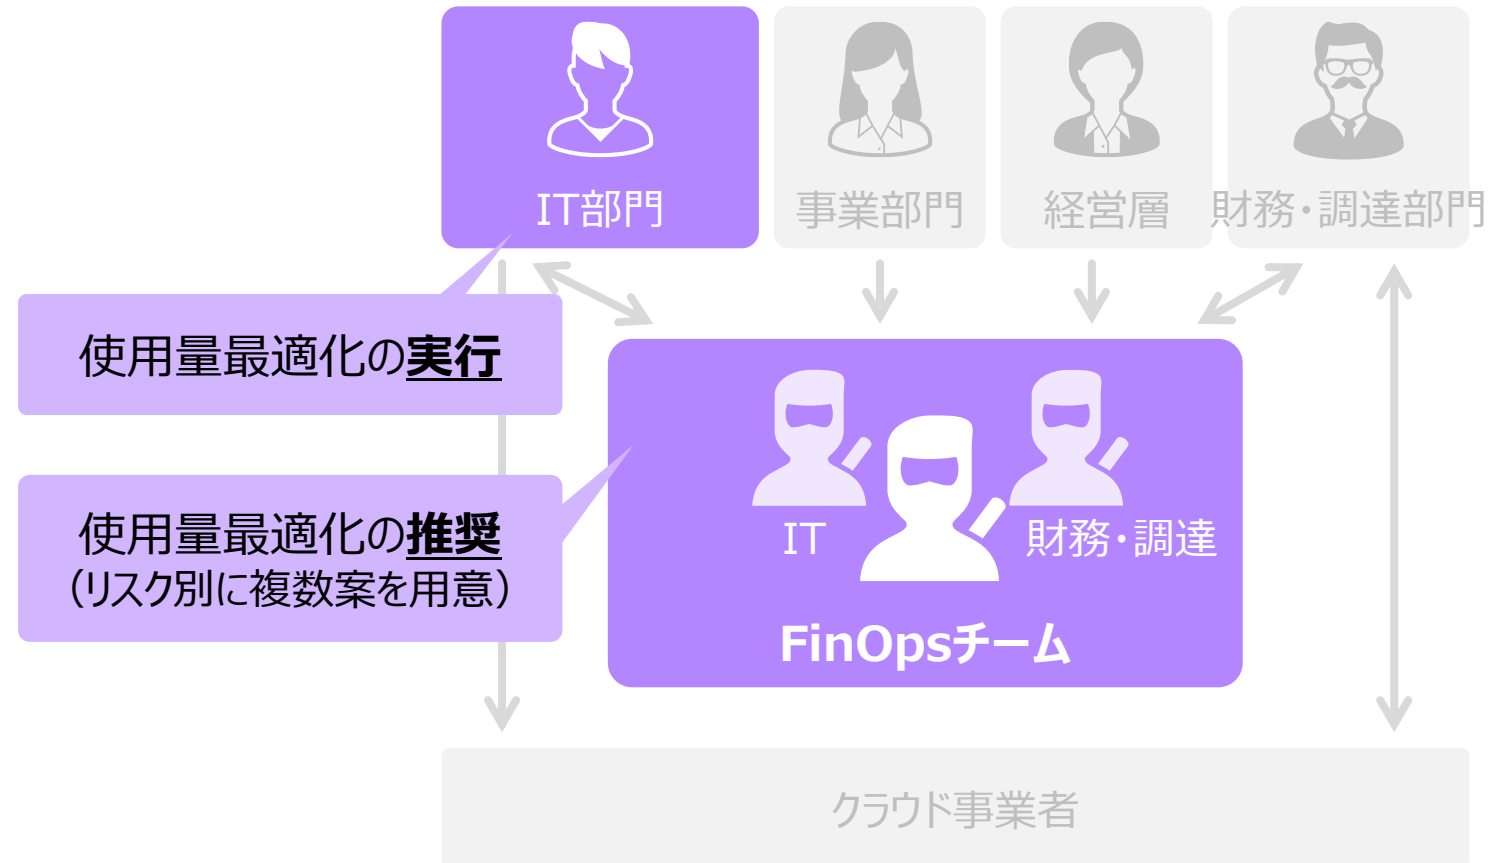 IT部門
事業部門
経営層
財務・調達部門
使用量最適化の実行
使用量最適化の推奨
（リスク別に複数案を用意）
IT
財務・調達
FinOpsチーム
クラウド事業者